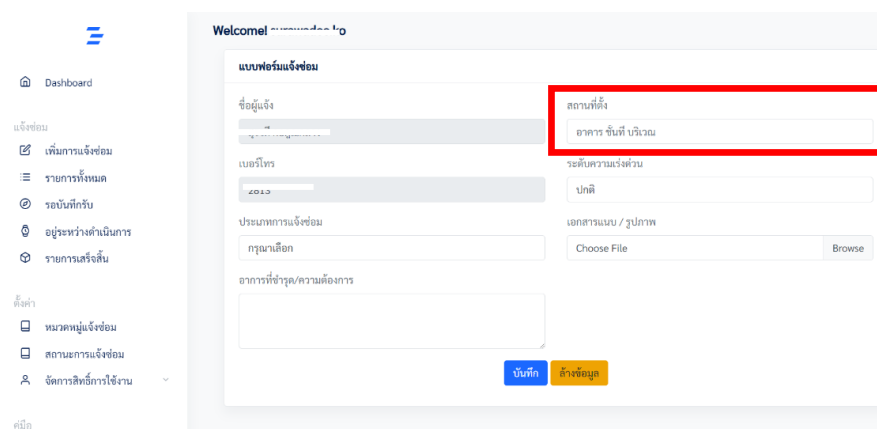 Welcome!
Dashboard
แจ้งซ่อม
เพิ่มการแจ้งซ่อม
รายการทั้งหมด
รอบันทึกรับ
อยู่ระหว่างดำเนินการ
รายการเสร็จสิ้น
ตั้งค่า
หมวดหมู่แจ้งซ่อม
สถานะการแจ้งซ่อม
จัดการสิทธิ์การใช้งาน
คู่มือ
แบบฟอร์มแจ้งซ่อม
ชื่อผู้แจ้ง
สถานที่ตั้ง
อาคาร ชั้นที่ บริเวณ
เบอร์โทร
ระดับความเร่งด่วน
2813
ปกติ
ประเภทการแจ้งซ่อม
เอกสารแนบ / รูปภาพ
กรุณาเลือก
Choose File Browse
อาการที่ชำรุด/ความต้องการ
บันทึก ล้างข้อมูล